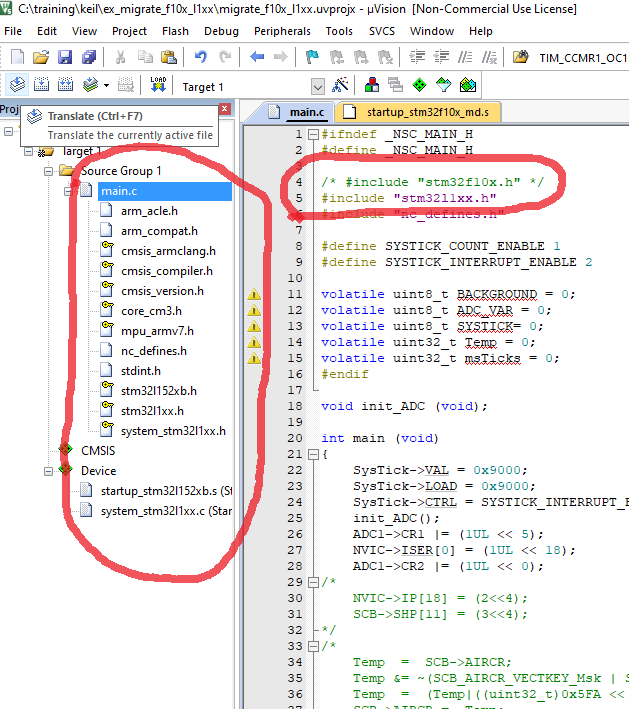 C:\training\keil\ex_migrate_f10x_l1xx\migrate_f10x_l1xx.uvprojx - µVision [Non-Commercial Use License]
File Edit View Project Flash Debug Peripherals Tools SVCS Window Help
TIM_CCMR1_OC1
LOAD Target 1
Proj
Translate (Ctrl+F7)
Translate the currently active file
Target 1
Source Group 1
main.c
arm_acle.h
arm_compat.h
cmsis_armclang.h
cmsis_compiler.h
cmsis_version.h
core_cm3.h
mpu_armv7.h
nc_defines.h
stdint.h
stm32l152xb.h
stm32l1xx.h
system_stm32l1xx.h
CMSIS
Device
startup_stm32l152xb.s (St
system_stm32l1xx.c (Star
main.c startup_stm32f10x_md.s
1 #ifndef _NSC_MAIN_H
2 #define _NSC_MAIN_H
3
4 /* #include "stm32f10x.h" */
5 #include "stm32l1xx.h"
6 #include "nc_defines.h"
7
8 #define SYSTICK_COUNT_ENABLE 1
9 #define SYSTICK_INTERRUPT_ENABLE 2
10
11 volatile uint8_t BACKGROUND = 0;
12 volatile uint8_t ADC_VAR = 0;
13 volatile uint8_t SYSTICK= 0;
14 volatile uint32_t Temp = 0;
15 volatile uint32_t msTicks = 0;
16 #endif
17
18 void init_ADC (void);
19
20 int main (void)
21 {
22 SysTick->VAL = 0x9000;
23 SysTick->LOAD = 0x9000;
24 SysTick->CTRL = SYSTICK_INTERRUPT_E
25 init_ADC();
26 ADC1->CR1 |= (1UL << 5);
27 NVIC->ISER[0] = (1UL << 18);
28 ADC1->CR2 |= (1UL << 0);
29 /*
30 NVIC->IP[18] = (2<<4);
31 SCB->SHP[11] = (3<<4);
32 */
33 /*
34 Temp = SCB->AIRCR;
35 Temp &= ~(SCB_AIRCR_VECTKEY_Msk | S
36 Temp = (Temp|((uint32_t)0x5FA <<
37 SCB->AIRCR = Temp;